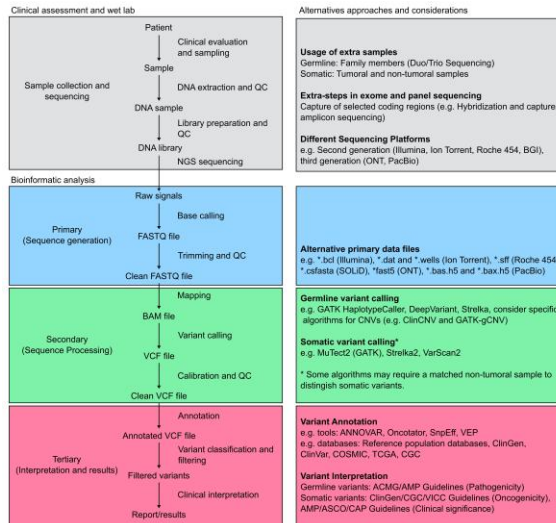 Clinical assessment and wet lab
Patient
Clinical evaluation
and sampling
Sample
Sample collection and
sequencing
DNA extraction and QC
DNA sample
Library preparation and
QC
DNA library
NGS sequencing
Bioinformatic analysis
Raw signals
Base calling
Primary
(Sequence generation)
FASTQ file
Trimming and QC
Clean FASTQ file
Mapping
BAM file
Secondary
(Sequence Processing)
Variant calling
VCF file
Calibration and QC
Clean VCF file
Annotation
Annotated VCF file
Tertiary
(Interpretation and results)
Variant classification and
filtering
Filtered variants
Clinical interpretation
Report/results
Alternatives approaches and considerations
Usage of extra samples
Germline: Family members (Duo/Trio Sequencing)
Somatic: Tumoral and non-tumoral samples
Extra-steps in exome and panel sequencing
Capture of selected coding regions (e.g. Hybridization and capture,
amplicon sequencing)
Different Sequencing Platforms
e.g. Second generation (Illumina, Ion Torrent, Roche 454, BGI),
third generation (ONT, PacBio)
Alternative primary data files
e.g. *.bcl (Illumina), *.dat and *.wells (Ion Torrent), *.sff (Roche 454)
*.csfasta (SOLiD), *fast5 (ONT), *.bas.h5 and *.bax.h5 (PacBio)
Germline variant calling
e.g. GATK HaplotypeCaller, DeepVariant, Strelka, consider specific
algorithms for CNVs (e.g. ClinCNV and GATK-gCNV)
Somatic variant calling*
e.g. MuTect2 (GATK), Strelka2, VarScan2
* Some algorithms may require a matched non-tumoral sample to
distingish somatic variants.
Variant Annotation
e.g. tools: ANNOVAR, Oncotator, SnpEff, VEP
e.g. databases: Reference population databases, ClinGen,
ClinVar, COSMIC, TCGA, CGC
Variant Interpretation
Germline variants: ACMG/AMP Guidelines (Pathogenicity)
Somatic variants: ClinGen/CGC/VICC Guidelines (Oncogenicity),
AMP/ASCO/CAP Guidelines (Clinical significance)